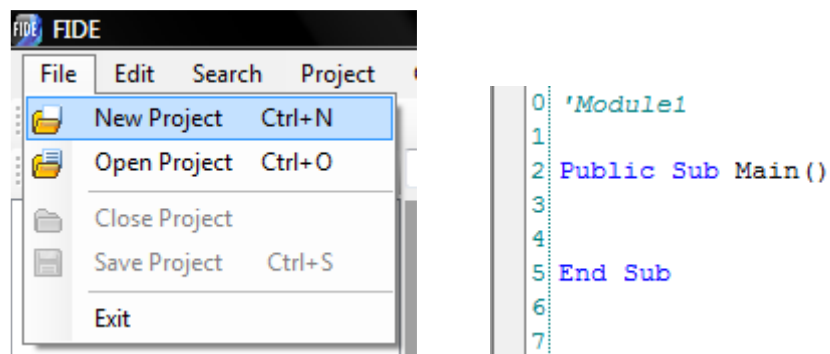 FIDE FIDE
File Edit Search Project
New Project Ctrl+N
Open Project Ctrl+O
Close Project
Save Project Ctrl+S
Exit
0 'Module1
1
2 Public Sub Main()
3
4
5 End Sub
6
7